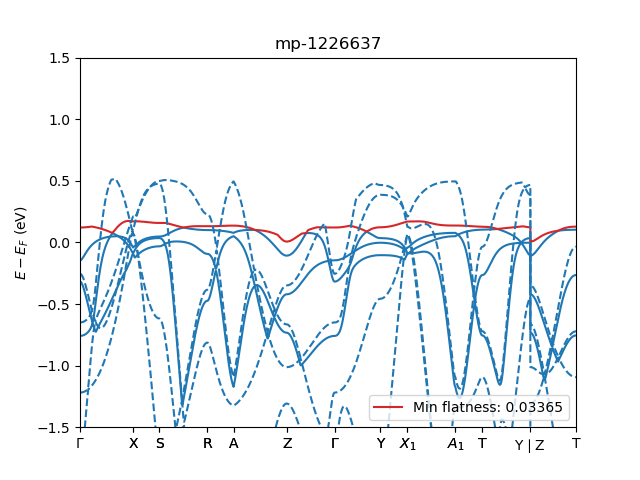 mp-1226637
E − E_F (eV)
1.5
1.0
0.5
0.0
−0.5
−1.0
−1.5
Min flatness: 0.03365
Γ X S R A Z Γ Y X₁ A₁ T Y | Z T